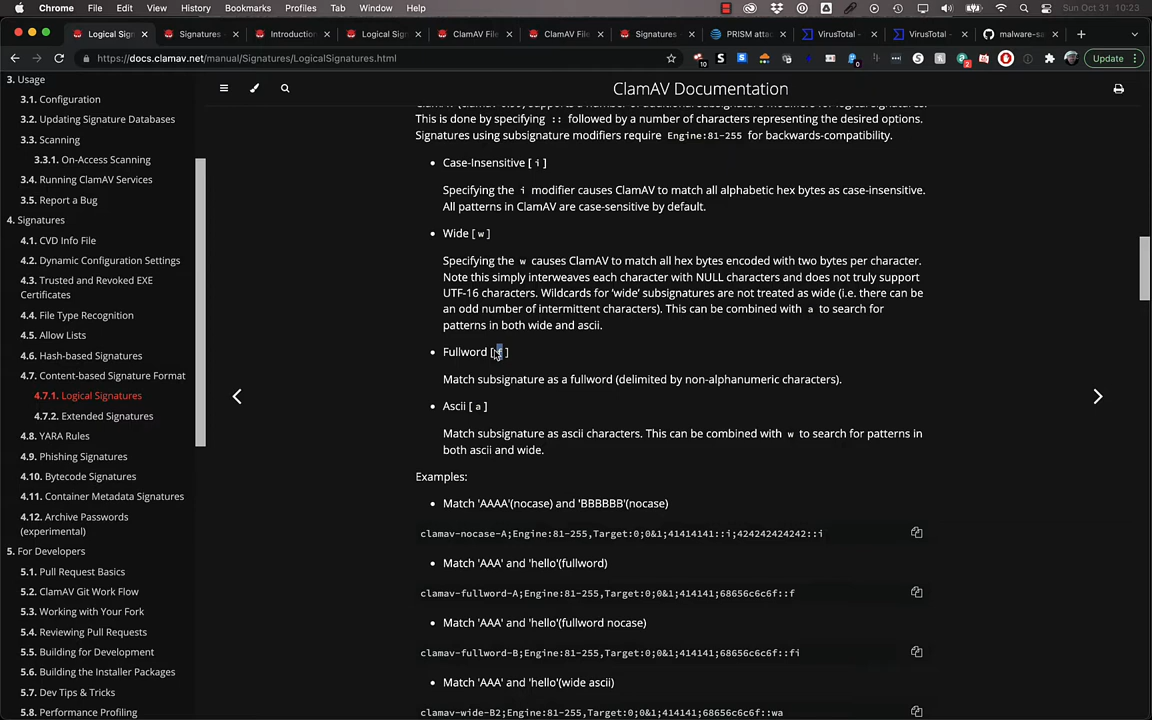 Chrome File Edit View History Bookmarks Profiles Tab Window Help Sun Oct 31 10:23
Logical Sign Signatures - Introduction Logical Sign ClamAV File ClamAV File Signatures - PRISM attac VirusTotal - VirusTotal - malware-sa
https://docs.clamav.net/manual/Signatures/LogicalSignatures.html Update
3. Usage
3.1. Configuration
3.2. Updating Signature Databases
3.3. Scanning
3.3.1. On-Access Scanning
3.4. Running ClamAV Services
3.5. Report a Bug
4. Signatures
4.1. CVD Info File
4.2. Dynamic Configuration Settings
4.3. Trusted and Revoked EXE
Certificates
4.4. File Type Recognition
4.5. Allow Lists
4.6. Hash-based Signatures
4.7. Content-based Signature Format
4.7.1. Logical Signatures
4.7.2. Extended Signatures
4.8. YARA Rules
4.9. Phishing Signatures
4.10. Bytecode Signatures
4.11. Container Metadata Signatures
4.12. Archive Passwords
(experimental)
5. For Developers
5.1. Pull Request Basics
5.2. ClamAV Git Work Flow
5.3. Working with Your Fork
5.4. Reviewing Pull Requests
5.5. Building for Development
5.6. Building the Installer Packages
5.7. Dev Tips & Tricks
5.8. Performance Profiling
ClamAV Documentation
This is done by specifying :: followed by a number of characters representing the desired options.
Signatures using subsignature modifiers require Engine:81-255 for backwards-compatibility.
• Case-Insensitive [ i ]
Specifying the i modifier causes ClamAV to match all alphabetic hex bytes as case-insensitive.
All patterns in ClamAV are case-sensitive by default.
• Wide [ w ]
Specifying the w causes ClamAV to match all hex bytes encoded with two bytes per character.
Note this simply interweaves each character with NULL characters and does not truly support
UTF-16 characters. Wildcards for 'wide' subsignatures are not treated as wide (i.e. there can be
an odd number of intermittent characters). This can be combined with a to search for
patterns in both wide and ascii.
• Fullword [ f ]
Match subsignature as a fullword (delimited by non-alphanumeric characters).
• Ascii [ a ]
Match subsignature as ascii characters. This can be combined with w to search for patterns in
both ascii and wide.
Examples:
• Match 'AAAA'(nocase) and 'BBBBBB'(nocase)
clamav-nocase-A;Engine:81-255,Target:0;0&1;41414141::i;424242424242::i
• Match 'AAA' and 'hello'(fullword)
clamav-fullword-A;Engine:81-255,Target:0;0&1;414141;68656c6c6f::f
• Match 'AAA' and 'hello'(fullword nocase)
clamav-fullword-B;Engine:81-255,Target:0;0&1;414141;68656c6c6f::fi
• Match 'AAA' and 'hello'(wide ascii)
clamav-wide-B2;Engine:81-255,Target:0;0&1;414141;68656c6c6f::wa